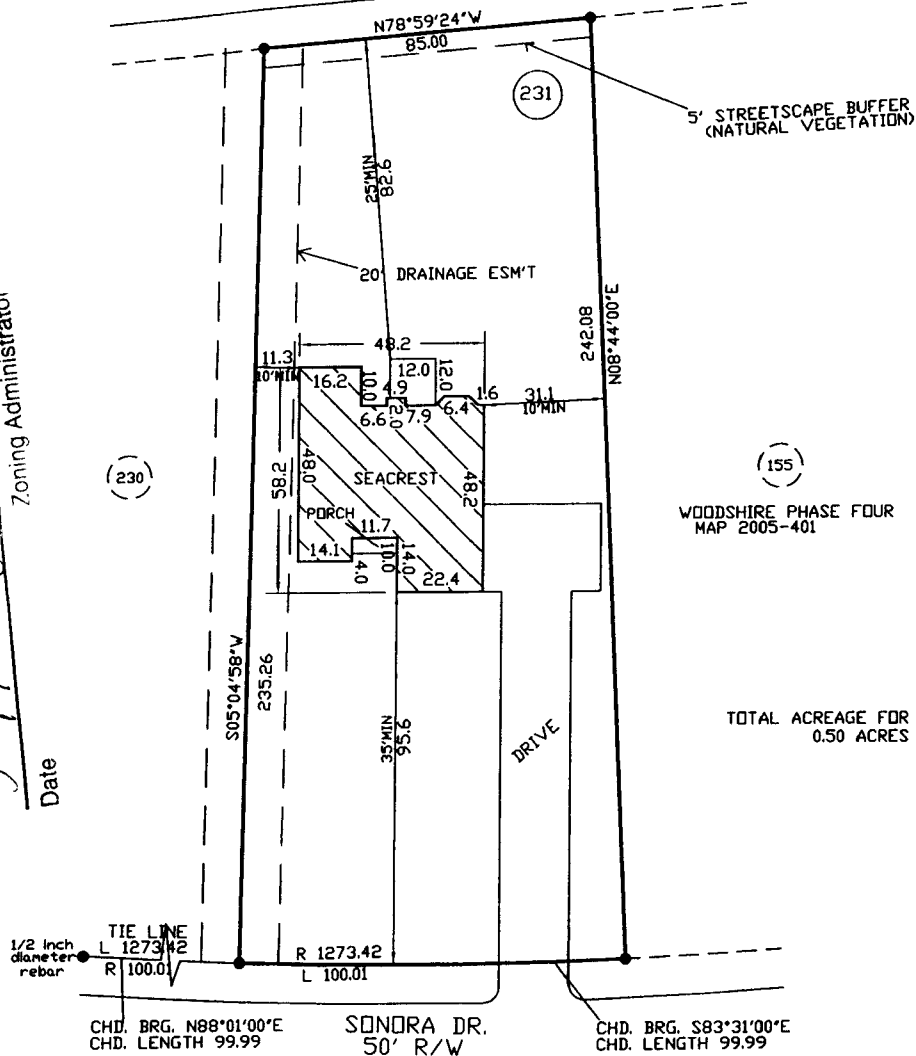 N78°59'24"W
85.00
231
5' STREETSCAPE BUFFER
(NATURAL VEGETATION)
25'MIN
82.6
20' DRAINAGE ESM'T
Zoning Administrator
242.08
N08°44'00"E
48.2
11.3
10'MIN
16.2
10.0
4.9
12.0
12.0
1.6
31.1
10'MIN
6.6
2.0
7.9
6.4
230
58.2
48.0
SEACREST
48.2
155
WOODSHIRE PHASE FOUR
MAP 2005-401
PORCH
11.7
14.1
4.0
10.0
14.0
22.4
S05°04'58"W
235.26
35'MIN
95.6
DRIVE
TOTAL ACREAGE FOR
0.50 ACRES
Date
TIE LINE
L 1273.42
R 100.01
1/2 inch
diameter
rebar
R 1273.42
L 100.01
CHD. BRG. N88°01'00"E
CHD. LENGTH 99.99
SONORA DR.
50' R/W
CHD. BRG. S83°31'00"E
CHD. LENGTH 99.99